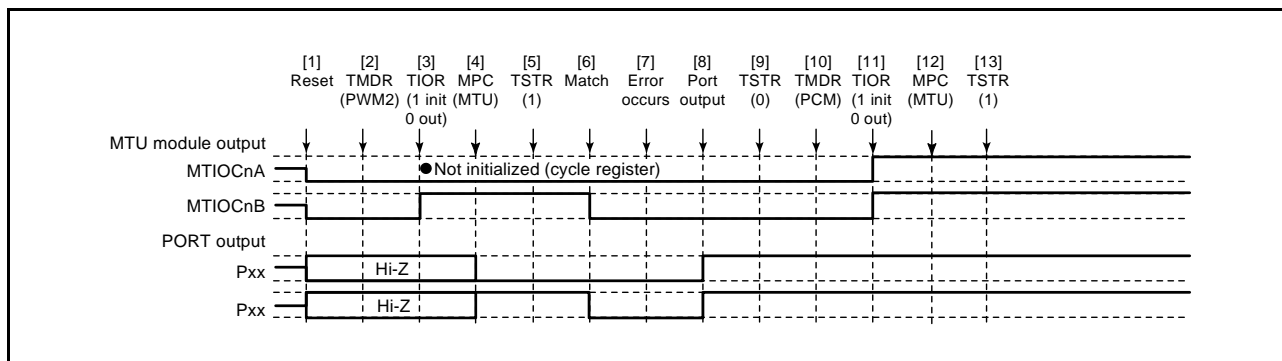 [1] [2] [3] [4] [5] [6] [7] [8] [9] [10] [11] [12] [13]
Reset TMDR TIOR MPC TSTR Match Error Port TSTR TMDR TIOR MPC TSTR
(PWM2) (1 init (MTU) (1) occurs output (0) (PCM) (1 init (MTU) (1)
0 out) 0 out)
MTU module output
MTIOCnA
●Not initialized (cycle register)
MTIOCnB
PORT output
Pxx
Hi-Z
Pxx
Hi-Z